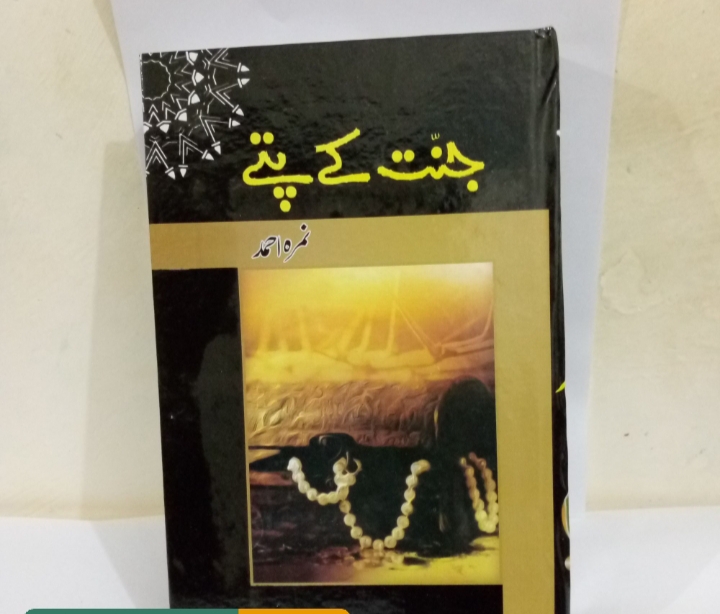 جنّت کے پتے
نمرہ احمد